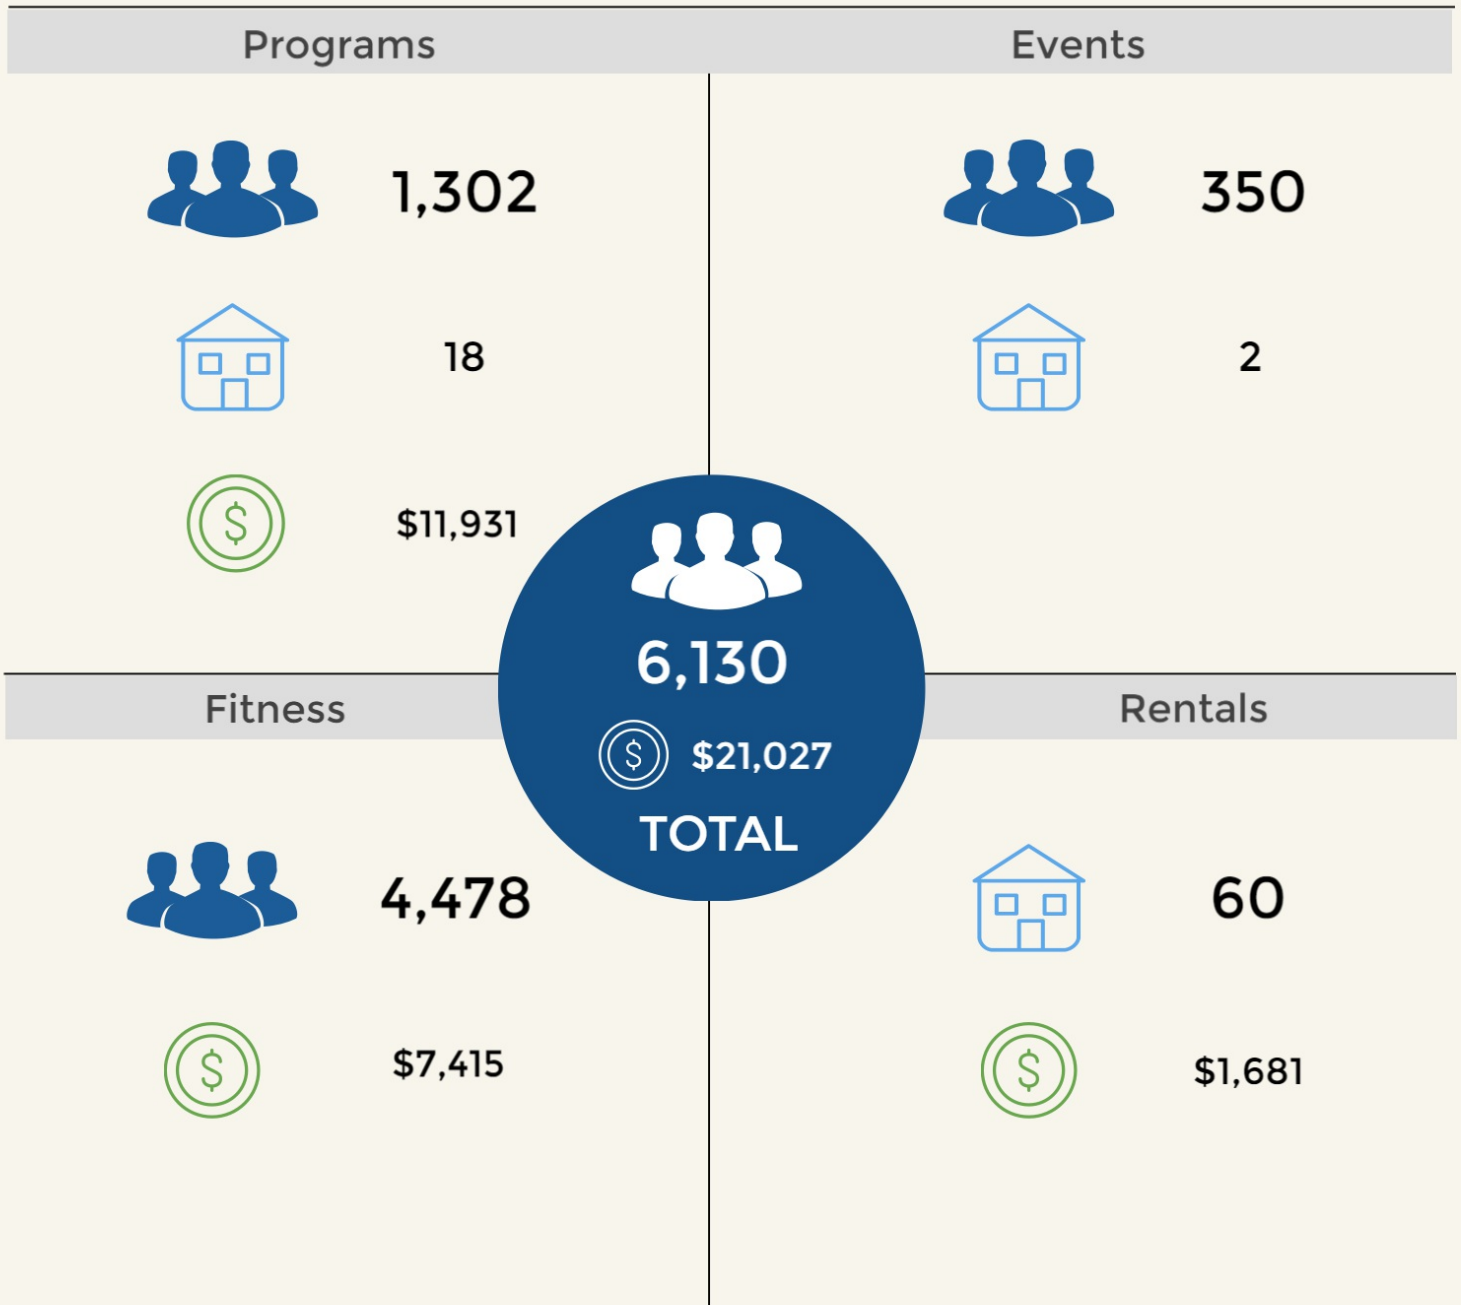 Programs
1,302
18
$11,931
Events
350
2
6,130
$21,027
TOTAL
Fitness
4,478
$7,415
Rentals
60
$1,681